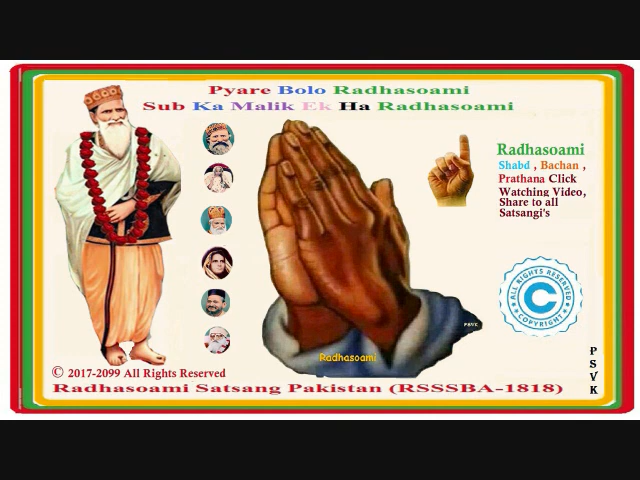 Pyare Bolo Radhasoami
Sub Ka Malik Ek Ha Radhasoami
Radhasoami
Shabd , Bachan ,
Prathana Click
Watching Video,
Share to all
Satsangi's
ALL RIGHTS RESERVED
C
COPYRIGHT
PSVK
Radhasoami
© 2017-2099 All Rights Reserved
Radhasoami Satsang Pakistan (RSSSBA-1818)
P
S
V
K